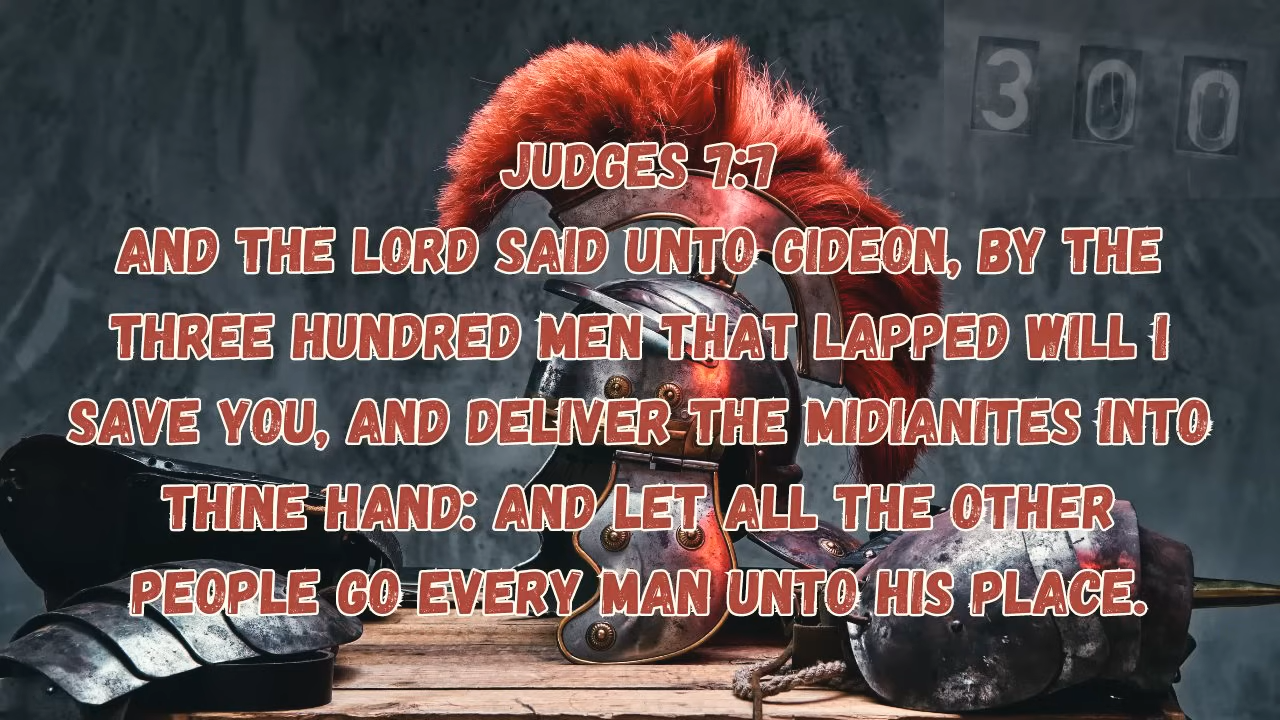 300
JUDGES 7:7
AND THE LORD SAID UNTO GIDEON, BY THE
THREE HUNDRED MEN THAT LAPPED WILL I
SAVE YOU, AND DELIVER THE MIDIANITES INTO
THINE HAND: AND LET ALL THE OTHER
PEOPLE GO EVERY MAN UNTO HIS PLACE.